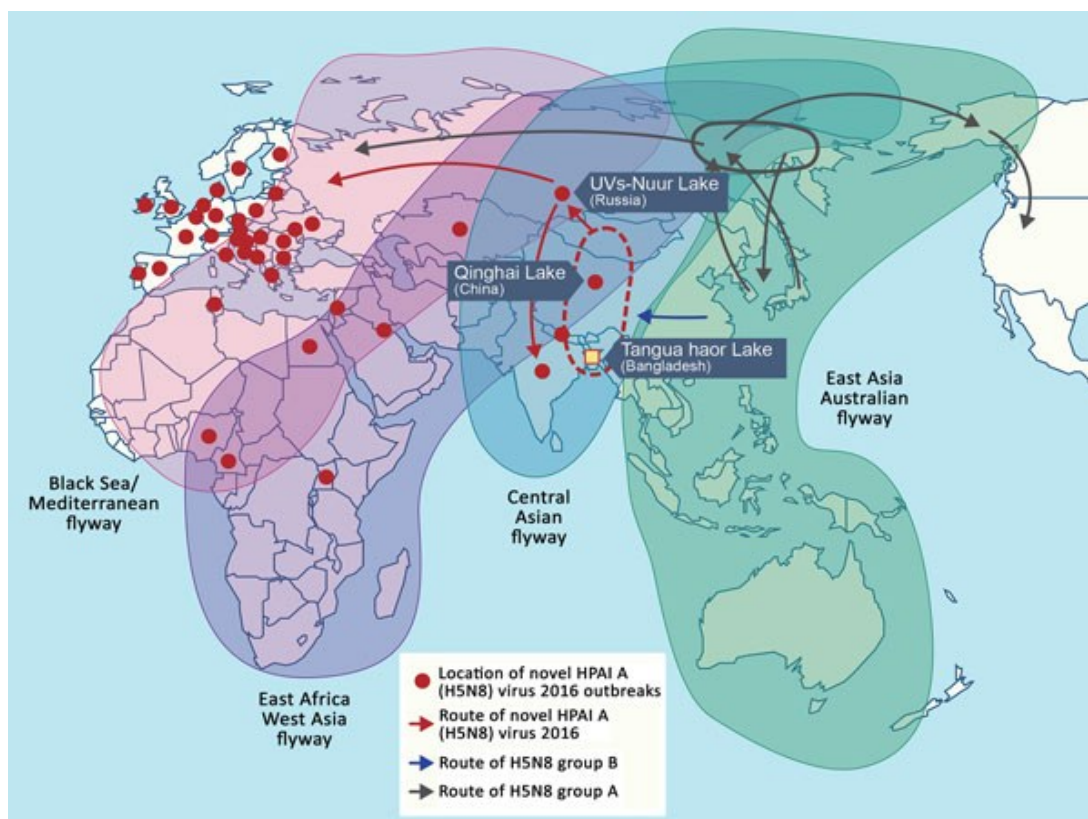 UVs-Nuur Lake
(Russia)
Qinghai Lake
(China)
Tangua haor Lake
(Bangladesh)
East Asia
Australian
flyway
Black Sea/
Mediterranean
flyway
Central
Asian
flyway
East Africa
West Asia
flyway
Location of novel HPAI A
(H5N8) virus 2016 outbreaks
Route of novel HPAI A
(H5N8) virus 2016
Route of H5N8 group B
Route of H5N8 group A